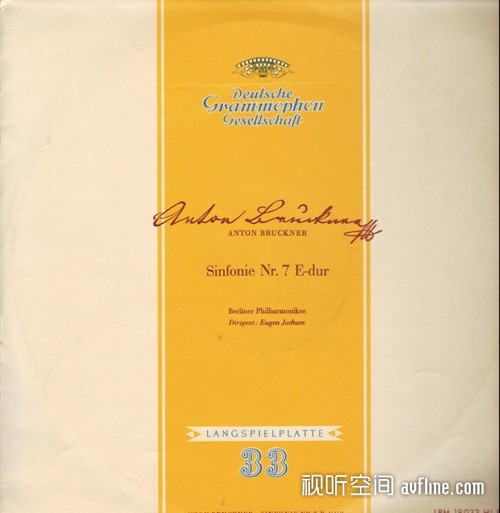 Deutsche
Grammophon
Gesellschaft
Anton Bruckner
ANTON BRUCKNER
Sinfonie Nr. 7 E-dur
Berliner Philharmoniker
Dirigent: Eugen Jochum
LANGSPIELPLATTE
33
视听空间 avfline.com